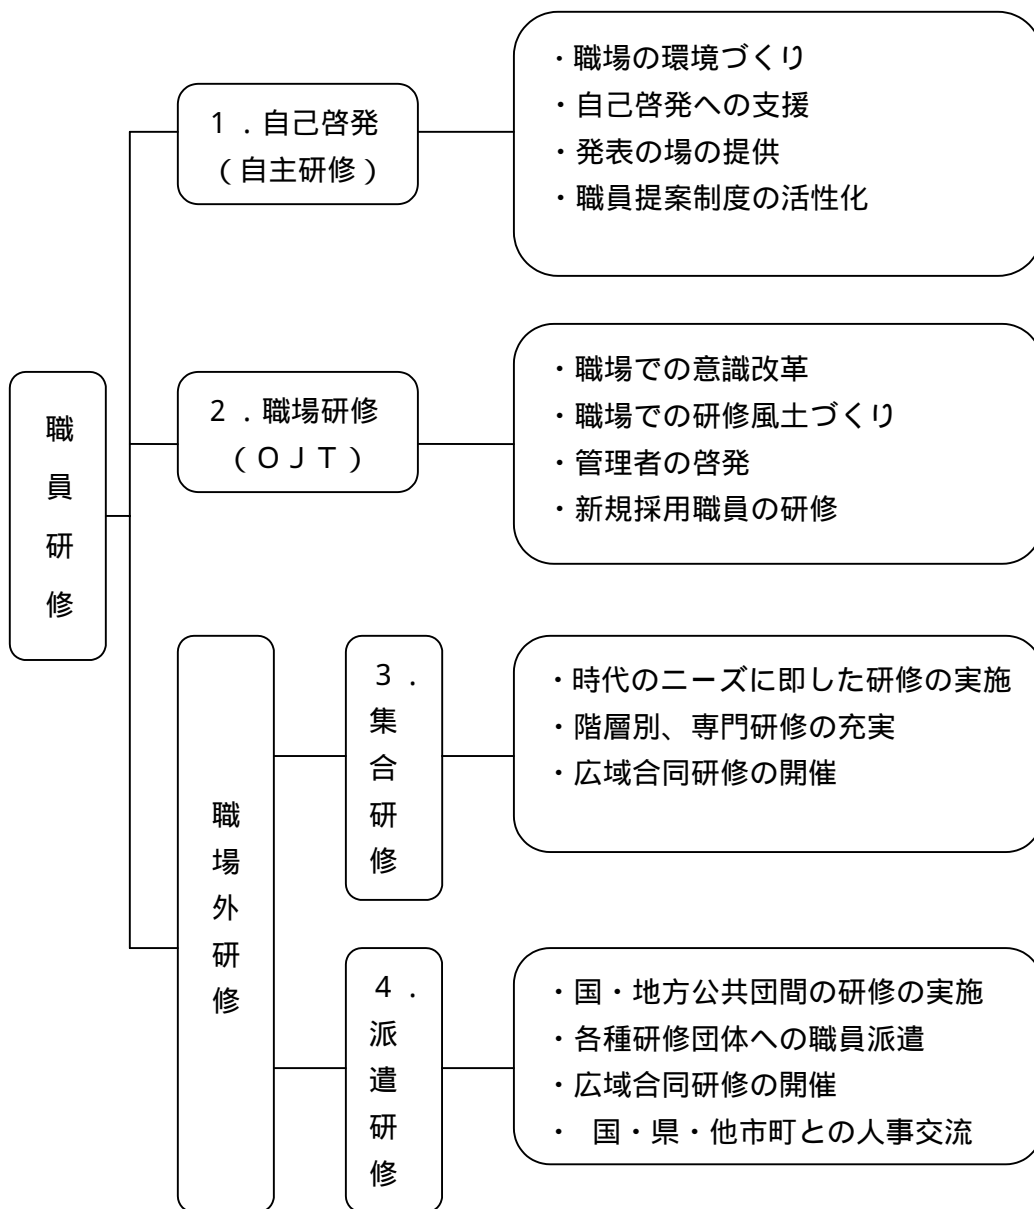 職員研修
1．自己啓発
（自主研修）
・職場の環境づくり
・自己啓発への支援
・発表の場の提供
・職員提案制度の活性化
2．職場研修
（ＯＪＴ）
・職場での意識改革
・職場での研修風土づくり
・管理者の啓発
・新規採用職員の研修
職場外研修
3．集合研修
・時代のニーズに即した研修の実施
・階層別、専門研修の充実
・広域合同研修の開催
4．派遣研修
・国・地方公共団間の研修の実施
・各種研修団体への職員派遣
・広域合同研修の開催
・　国・県・他市町との人事交流